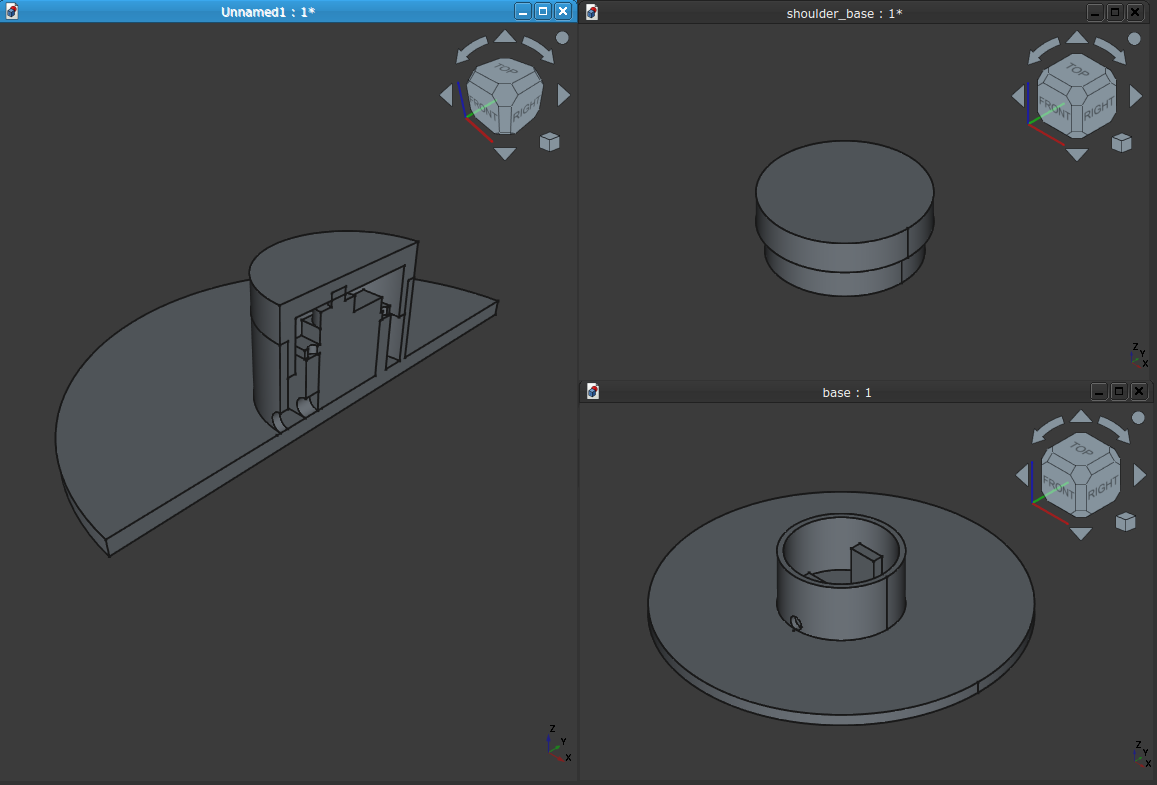 Unnamed1 : 1*
TOP
FRONT
RIGHT
Z
Y
X
shoulder_base : 1*
TOP
FRONT
RIGHT
Z
Y
X
base : 1
TOP
FRONT
RIGHT
Z
Y
X